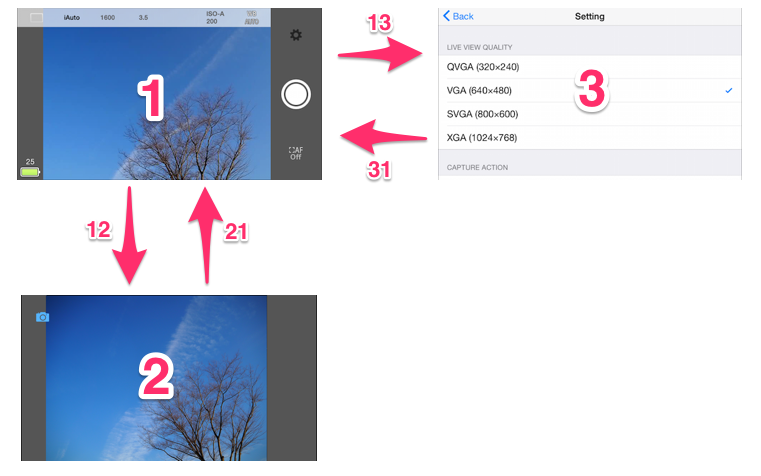 iAuto 1600 3.5 ISO-A 200 WB AUTO
1
25
AF
Off
13
31
Back Setting
LIVE VIEW QUALITY
QVGA (320×240)
VGA (640×480)
SVGA (800×600)
XGA (1024×768)
CAPTURE ACTION
3
12
21
2